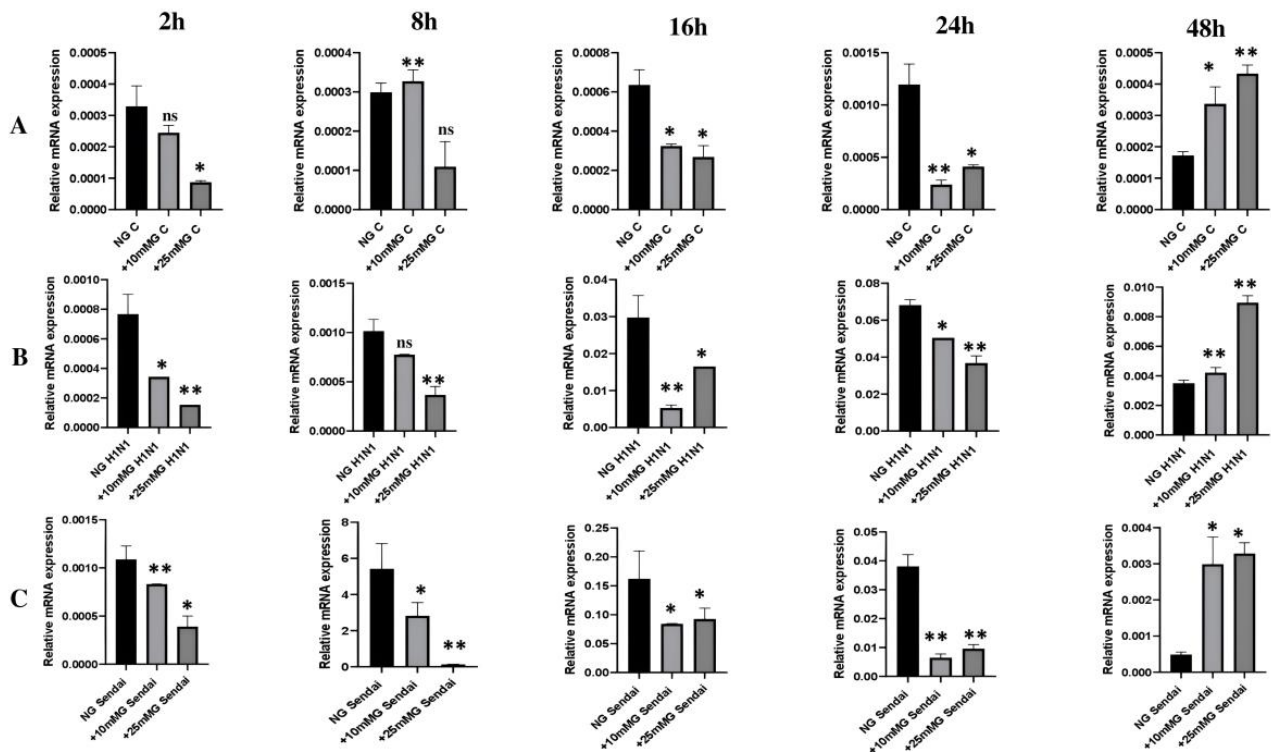 2h 8h 16h 24h 48h
A
Relative mRNA expression
0.0005
0.0004
0.0003
0.0002
0.0001
0.0000
ns
*
NG C
+10mMG C
+25mMG C
Relative mRNA expression
0.0004
0.0003
0.0002
0.0001
0.0000
**
ns
NG C
+10mMG C
+25mMG C
Relative mRNA expression
0.0008
0.0006
0.0004
0.0002
0.0000
*
*
NG C
+10mMG C
+25mMG C
Relative mRNA expression
0.0015
0.0010
0.0005
0.0000
**
*
NG C
+10mMG C
+25mMG C
Relative mRNA expression
0.0005
0.0004
0.0003
0.0002
0.0001
0.0000
*
**
NG C
+10mMG C
+25mMG C
B
Relative mRNA expression
0.0010
0.0008
0.0006
0.0004
0.0002
0.0000
*
**
NG H1N1
+10mMG H1N1
+25mMG H1N1
Relative mRNA expression
0.0015
0.0010
0.0005
0.0000
ns
**
NG H1N1
+10mMG H1N1
+25mMG H1N1
Relative mRNA expression
0.04
0.03
0.02
0.01
0.00
**
*
NG H1N1
+10mMG H1N1
+25mMG H1N1
Relative mRNA expression
0.08
0.06
0.04
0.02
0.00
*
**
NG H1N1
+10mMG H1N1
+25mMG H1N1
Relative mRNA expression
0.010
0.008
0.006
0.004
0.002
0.000
**
**
NG H1N1
+10mMG H1N1
+25mMG H1N1
C
Relative mRNA expression
0.0015
0.0010
0.0005
0.0000
**
*
NG Sendai
+10mMG Sendai
+25mMG Sendai
Relative mRNA expression
8
6
4
2
0
*
**
NG Sendai
+10mMG Sendai
+25mMG Sendai
Relative mRNA expression
0.25
0.20
0.15
0.10
0.05
0.00
*
*
NG Sendai
+10mMG Sendai
+25mMG Sendai
Relative mRNA expression
0.05
0.04
0.03
0.02
0.01
0.00
**
**
NG Sendai
+10mMG Sendai
+25mMG Sendai
Relative mRNA expression
0.004
0.003
0.002
0.001
0.000
*
*
NG Sendai
+10mMG Sendai
+25mMG Sendai